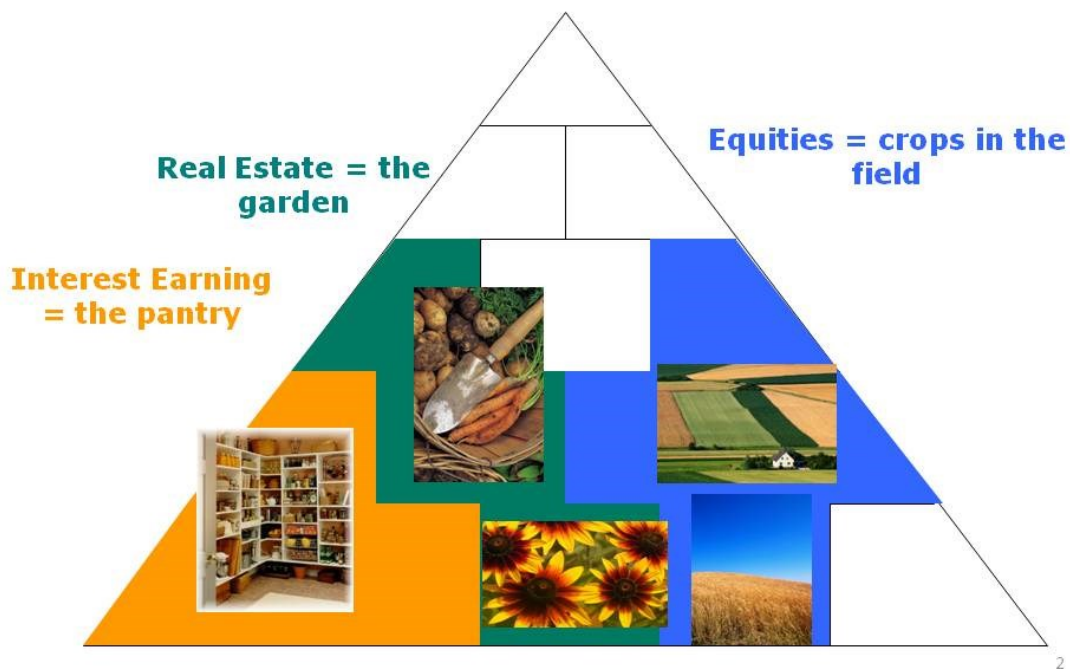 Equities = crops in the
field
Real Estate = the
garden
Interest Earning
= the pantry
2